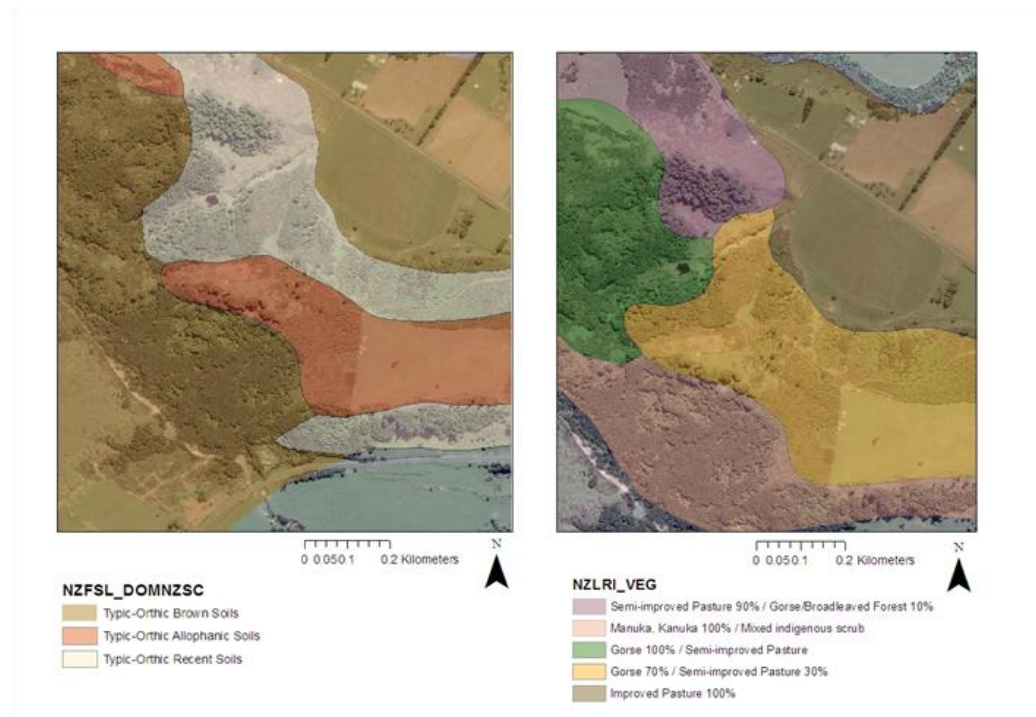 N
0 0.050.1 0.2 Kilometers
NZFSL_DOMNZSC
Typic-Orthic Brown Soils
Typic-Orthic Allophanic Soils
Typic-Orthic Recent Soils
N
0 0.050.1 0.2 Kilometers
NZLRI_VEG
Semi-improved Pasture 90% / Gorse/Broadleaved Forest 10%
Manuka, Kanuka 100% / Mixed indigenous scrub
Gorse 100% / Semi-improved Pasture
Gorse 70% / Semi-improved Pasture 30%
Improved Pasture 100%